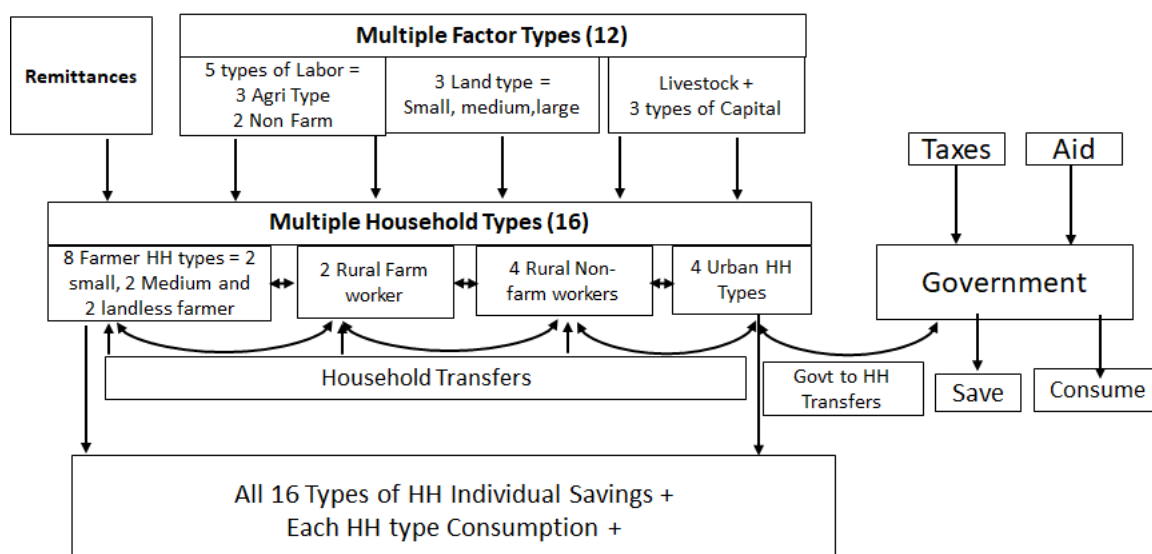 Remittances
Multiple Factor Types (12)
5 types of Labor =
3 Agri Type
2 Non Farm
3 Land type =
Small, medium,large
Livestock +
3 types of Capital
Taxes
Aid
Multiple Household Types (16)
8 Farmer HH types = 2
small, 2 Medium and
2 landless farmer
2 Rural Farm
worker
4 Rural Non-
farm workers
4 Urban HH
Types
Government
Household Transfers
Govt to HH
Transfers
Save
Consume
All 16 Types of HH Individual Savings +
Each HH type Consumption +